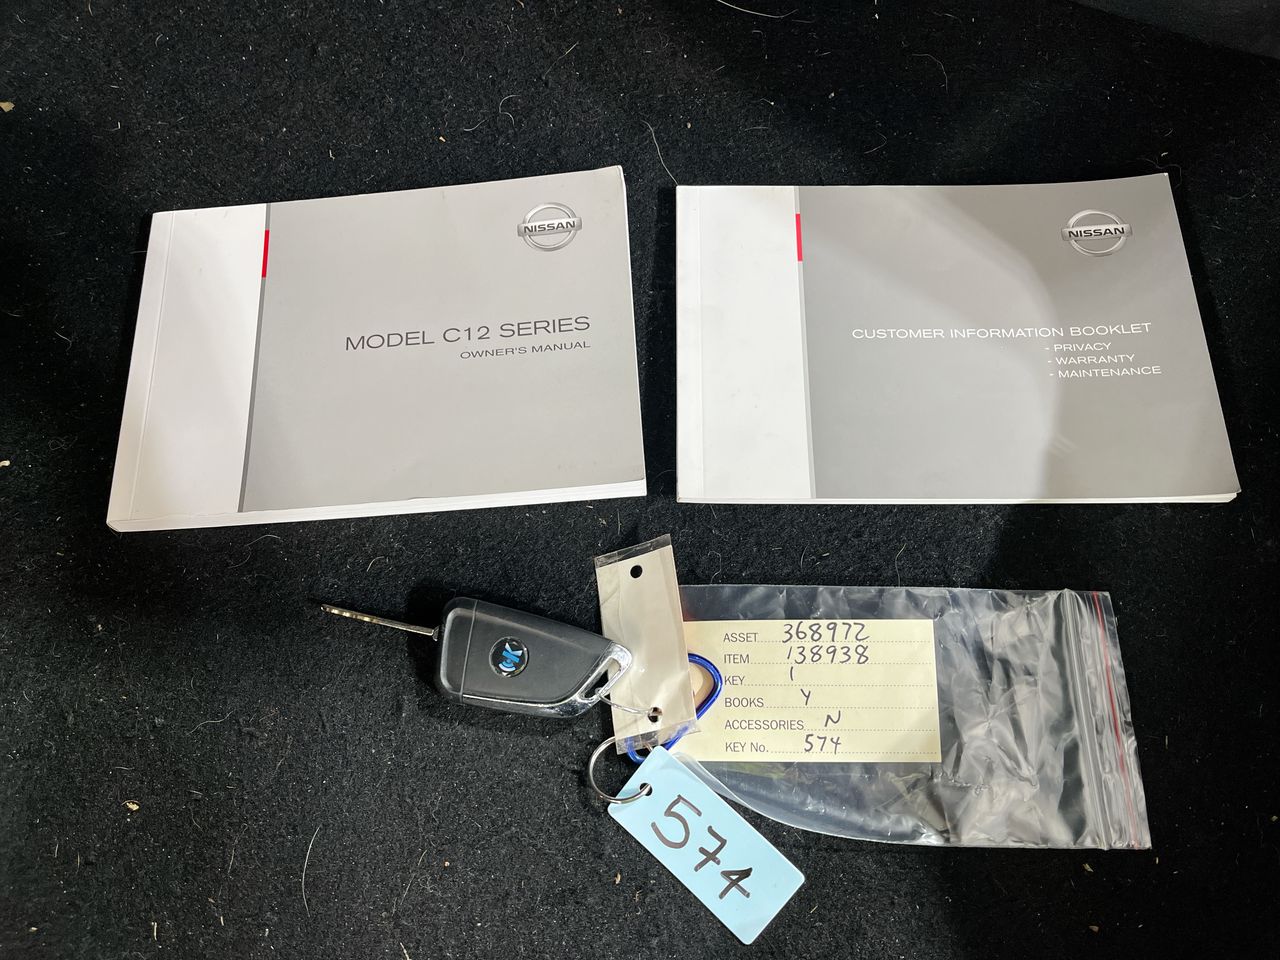 NISSAN
MODEL C12 SERIES
OWNER'S MANUAL
NISSAN
CUSTOMER INFORMATION BOOKLET
- PRIVACY
- WARRANTY
- MAINTENANCE
K
ASSET 368972
ITEM 138938
KEY 1
BOOKS Y
ACCESSORIES N
KEY No. 574
574